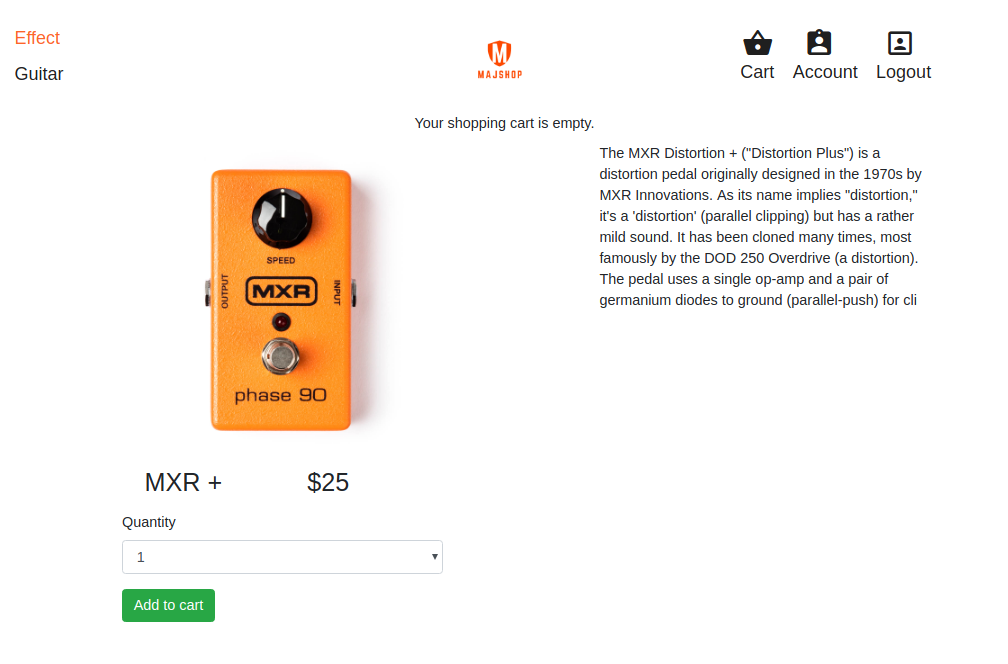 Effect
Guitar
M
MAJSHOP
Cart
Account
Logout
Your shopping cart is empty.
SPEED
OUTPUT
MXR
INPUT
phase 90
The MXR Distortion + ("Distortion Plus") is a
distortion pedal originally designed in the 1970s by
MXR Innovations. As its name implies "distortion,"
it's a 'distortion' (parallel clipping) but has a rather
mild sound. It has been cloned many times, most
famously by the DOD 250 Overdrive (a distortion).
The pedal uses a single op-amp and a pair of
germanium diodes to ground (parallel-push) for cli
MXR +
$25
Quantity
1
Add to cart